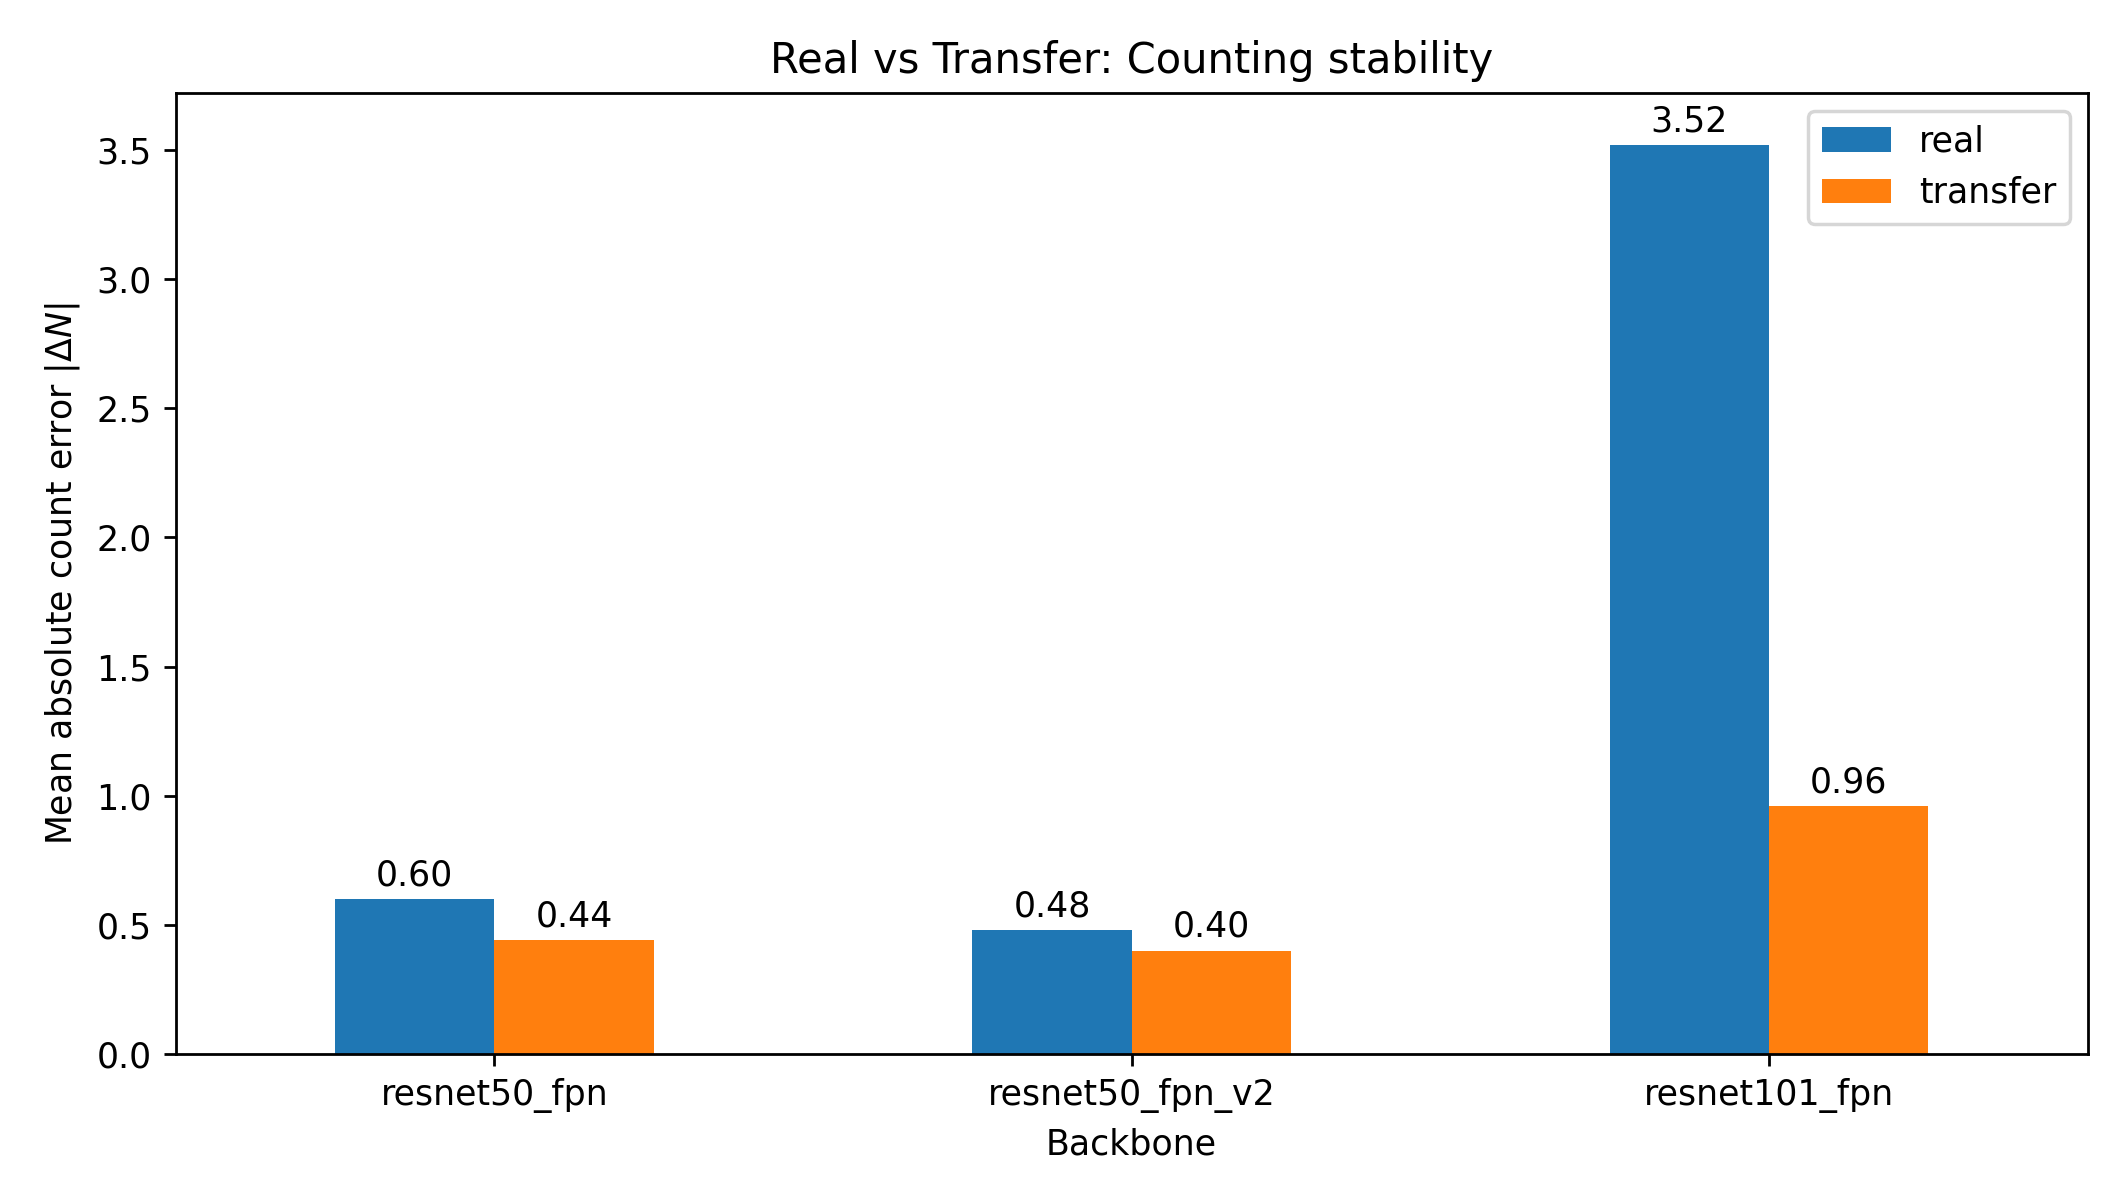 Real vs Transfer: Counting stability
Mean absolute count error |ΔN|
3.5
3.0
2.5
2.0
1.5
1.0
0.5
0.0
real
transfer
0.60
0.44
0.48
0.40
3.52
0.96
resnet50_fpn
resnet50_fpn_v2
resnet101_fpn
Backbone